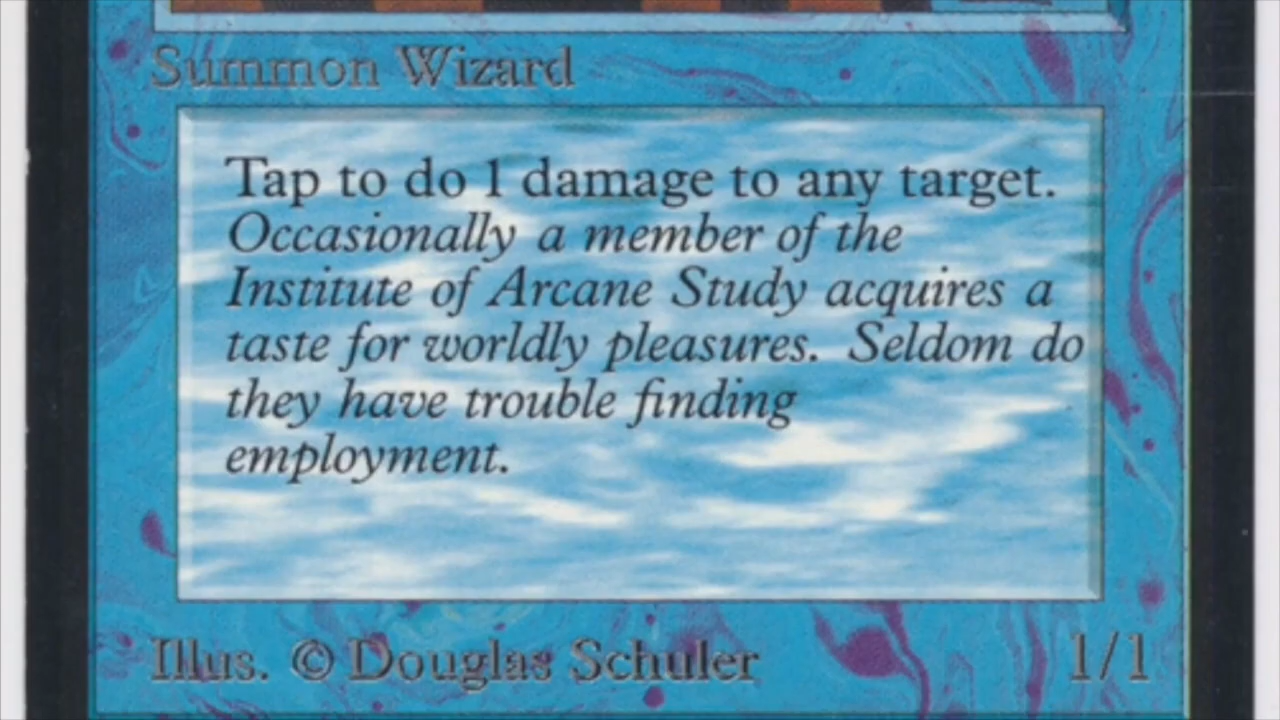 Summon Wizard
Tap to do 1 damage to any target.
Occasionally a member of the
Institute of Arcane Study acquires a
taste for worldly pleasures. Seldom do
they have trouble finding
employment.
Illus. © Douglas Schuler
1/1